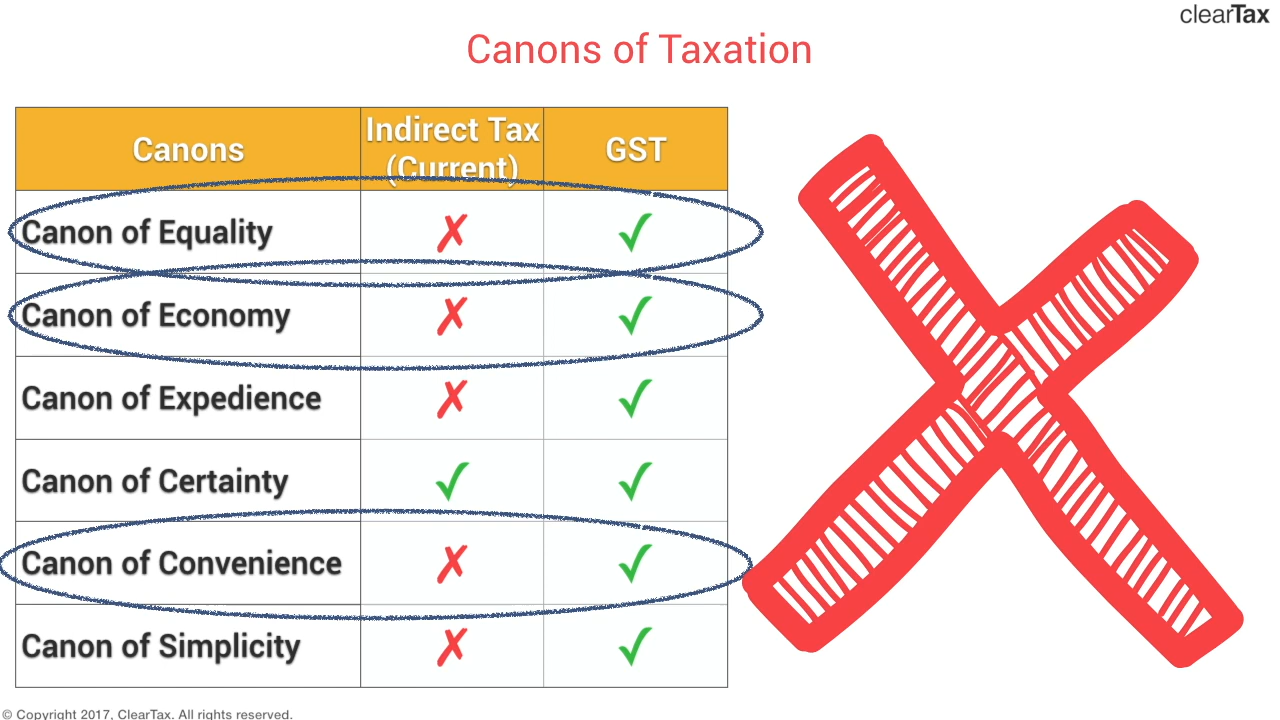 clearTax
Canons of Taxation
Canons
Indirect Tax
(Current)
GST
Canon of Equality ✗ ✓
Canon of Economy ✗ ✓
Canon of Expedience ✗ ✓
Canon of Certainty ✓ ✓
Canon of Convenience ✗ ✓
Canon of Simplicity ✗ ✓
© Copyright 2017, ClearTax. All rights reserved.